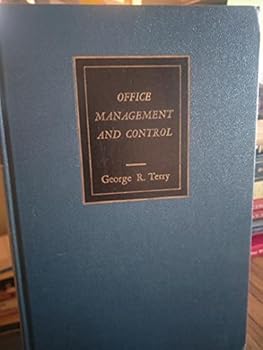 OFFICE
MANAGEMENT
AND CONTROL
George R. Terry